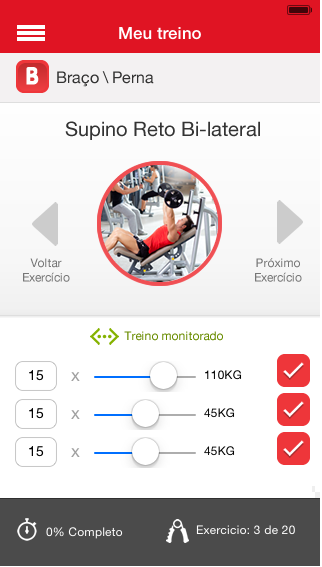 Meu treino
B
Braço \ Perna
Supino Reto Bi-lateral
Voltar
Exercício
Próximo
Exercício
Treino monitorado
15 x 110KG
15 x 45KG
15 x 45KG
0% Completo
Exercicio: 3 de 20